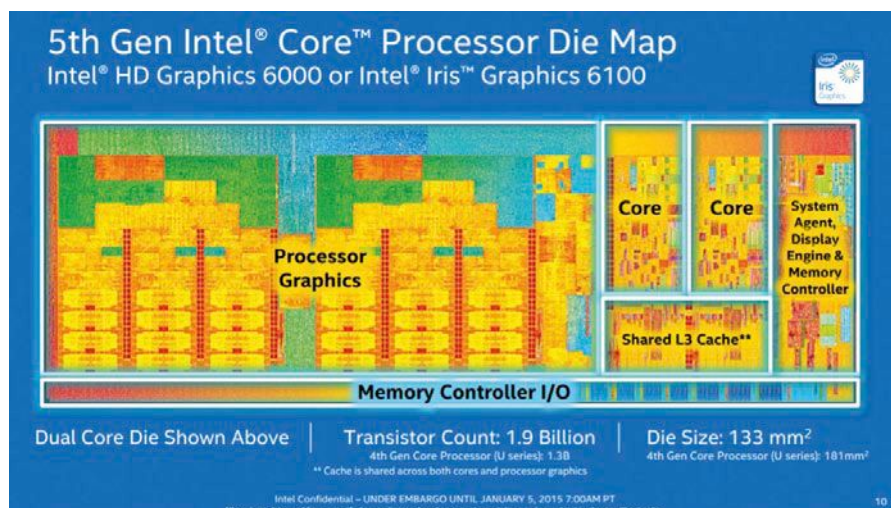 5th Gen Intel® Core™ Processor Die Map
Intel® HD Graphics 6000 or Intel® Iris™ Graphics 6100
intel
Iris
Graphics
Processor
Graphics
Core
Core
System
Agent,
Display
Engine &
Memory
Controller
Shared L3 Cache**
Memory Controller I/O
Dual Core Die Shown Above
Transistor Count: 1.9 Billion
4th Gen Core Processor (U series): 1.3B
Die Size: 133 mm²
4th Gen Core Processor (U series): 181mm²
** Cache is shared across both cores and processor graphics
Intel Confidential – UNDER EMBARGO UNTIL JANUARY 5, 2015 7:00AM PT
10